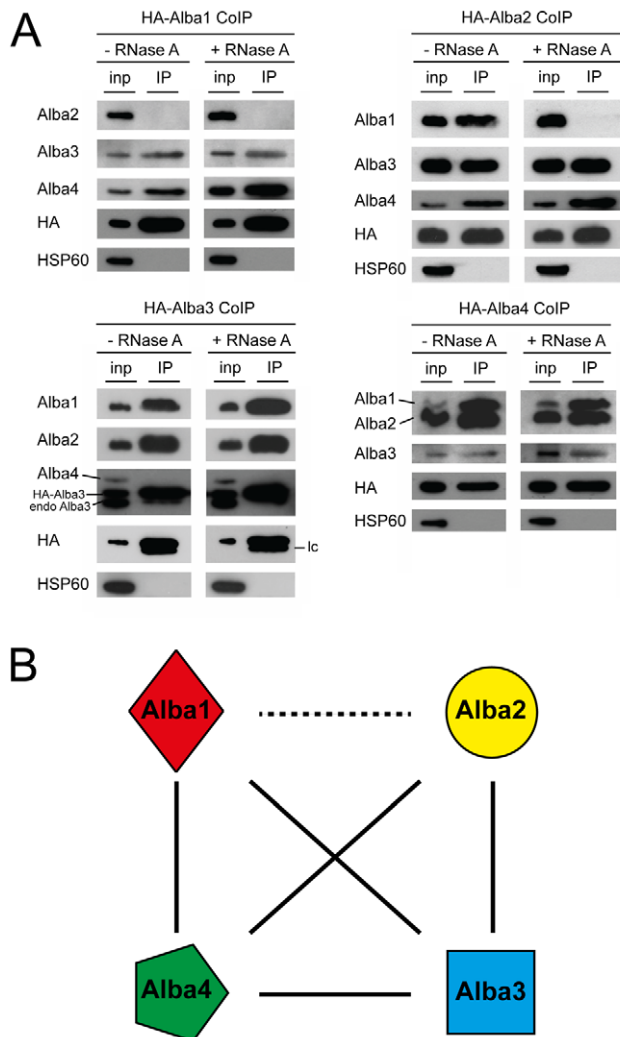 A
HA-Alba1 CoIP
- RNase A + RNase A
inp IP inp IP
Alba2
Alba3
Alba4
HA
HSP60
HA-Alba2 CoIP
- RNase A + RNase A
inp IP inp IP
Alba1
Alba3
Alba4
HA
HSP60
HA-Alba3 CoIP
- RNase A + RNase A
inp IP inp IP
Alba1
Alba2
Alba4
HA-Alba3
endo Alba3
HA
lc
HSP60
HA-Alba4 CoIP
- RNase A + RNase A
inp IP inp IP
Alba1
Alba2
Alba3
HA
HSP60
B
Alba1 Alba2
Alba4 Alba3